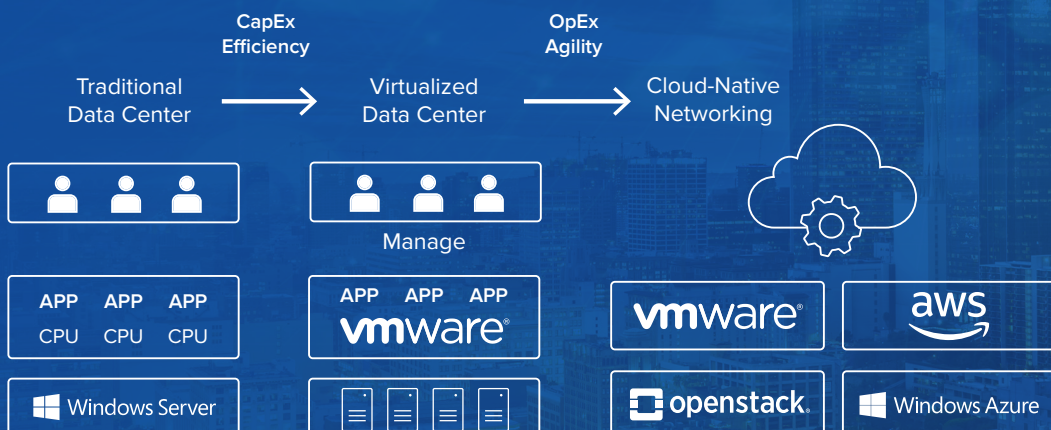 CapEx
Efficiency
OpEx
Agility
Traditional
Data Center
Virtualized
Data Center
Cloud-Native
Networking
Manage
APP APP APP
CPU CPU CPU
APP APP APP
vmware®
vmware®
aws
Windows Server
openstack.
Windows Azure